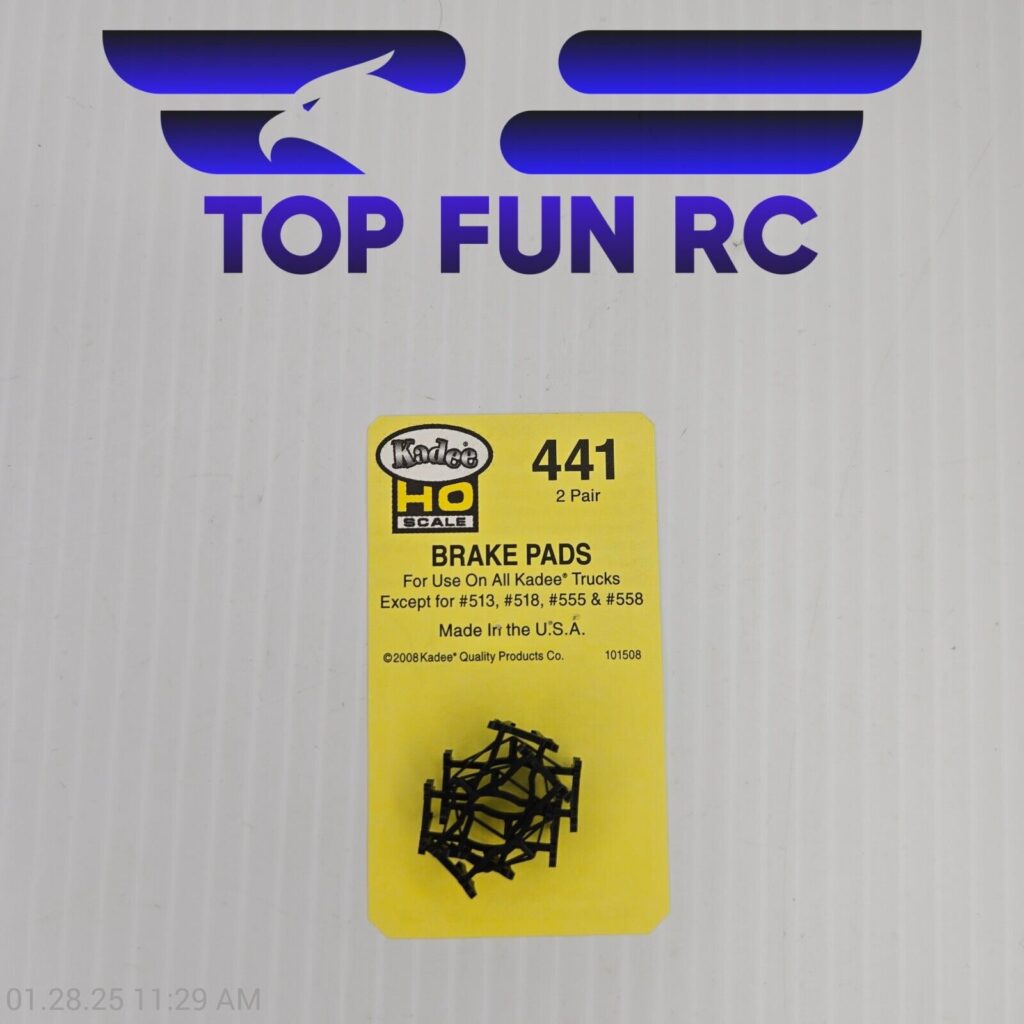 TOP FUN RC
Kadee®
HO
SCALE
441
2 Pair
BRAKE PADS
For Use On All Kadee® Trucks
Except for #513, #518, #555 & #558
Made In the U.S.A.
©2008 Kadee® Quality Products Co. 101508
01.28.25 11:29 AM